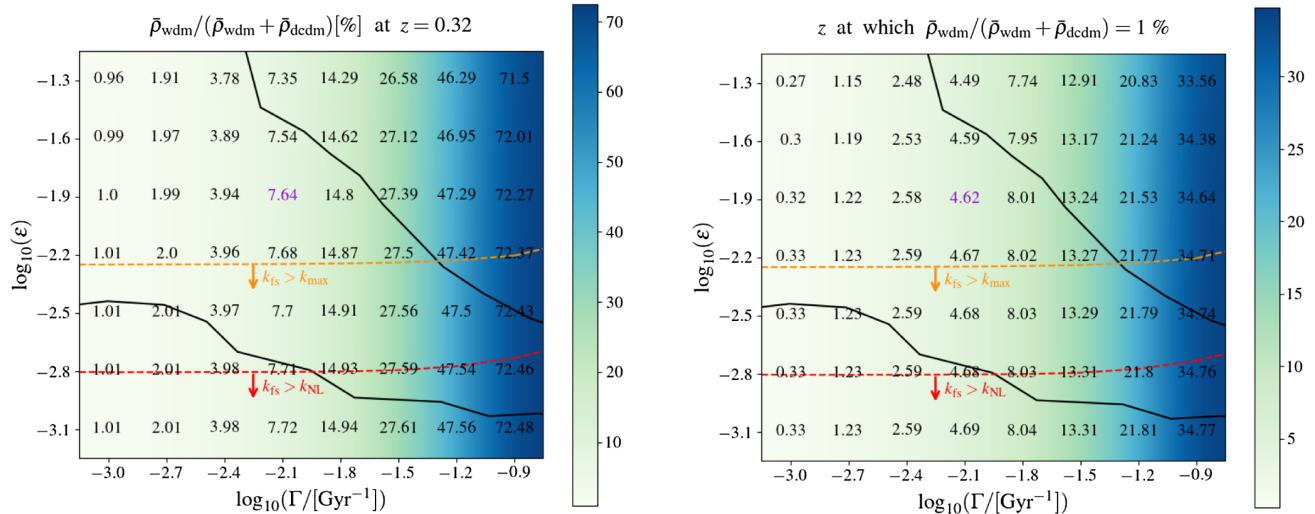 ρ̄wdm/(ρ̄wdm + ρ̄dcdm)[%] at z = 0.32
−1.3 0.96 1.91 3.78 7.35 14.29 26.58 46.29 71.5
−1.6 0.99 1.97 3.89 7.54 14.62 27.12 46.95 72.01
−1.9 1.0 1.99 3.94 7.64 14.8 27.39 47.29 72.27
−2.2 1.01 2.0 3.96 7.68 14.87 27.5 47.42 72.37
kfs > kmax
−2.5 1.01 2.01 3.97 7.7 14.91 27.56 47.5 72.43
−2.8 1.01 2.01 3.98 7.71 14.93 27.59 47.54 72.46
kfs > kNL
−3.1 1.01 2.01 3.98 7.72 14.94 27.61 47.56 72.48
−3.0 −2.7 −2.4 −2.1 −1.8 −1.5 −1.2 −0.9
log10(Γ/[Gyr−1])
log10(ε)
70
60
50
40
30
20
10
z at which ρ̄wdm/(ρ̄wdm + ρ̄dcdm) = 1 %
−1.3 0.27 1.15 2.48 4.49 7.74 12.91 20.83 33.56
−1.6 0.3 1.19 2.53 4.59 7.95 13.17 21.24 34.38
−1.9 0.32 1.22 2.58 4.62 8.01 13.24 21.53 34.64
−2.2 0.33 1.23 2.59 4.67 8.02 13.27 21.77 34.71
kfs > kmax
−2.5 0.33 1.23 2.59 4.68 8.03 13.29 21.79 34.74
−2.8 0.33 1.23 2.59 4.68 8.03 13.31 21.8 34.76
kfs > kNL
−3.1 0.33 1.23 2.59 4.69 8.04 13.31 21.81 34.77
−3.0 −2.7 −2.4 −2.1 −1.8 −1.5 −1.2 −0.9
log10(Γ/[Gyr−1])
log10(ε)
30
25
20
15
10
5